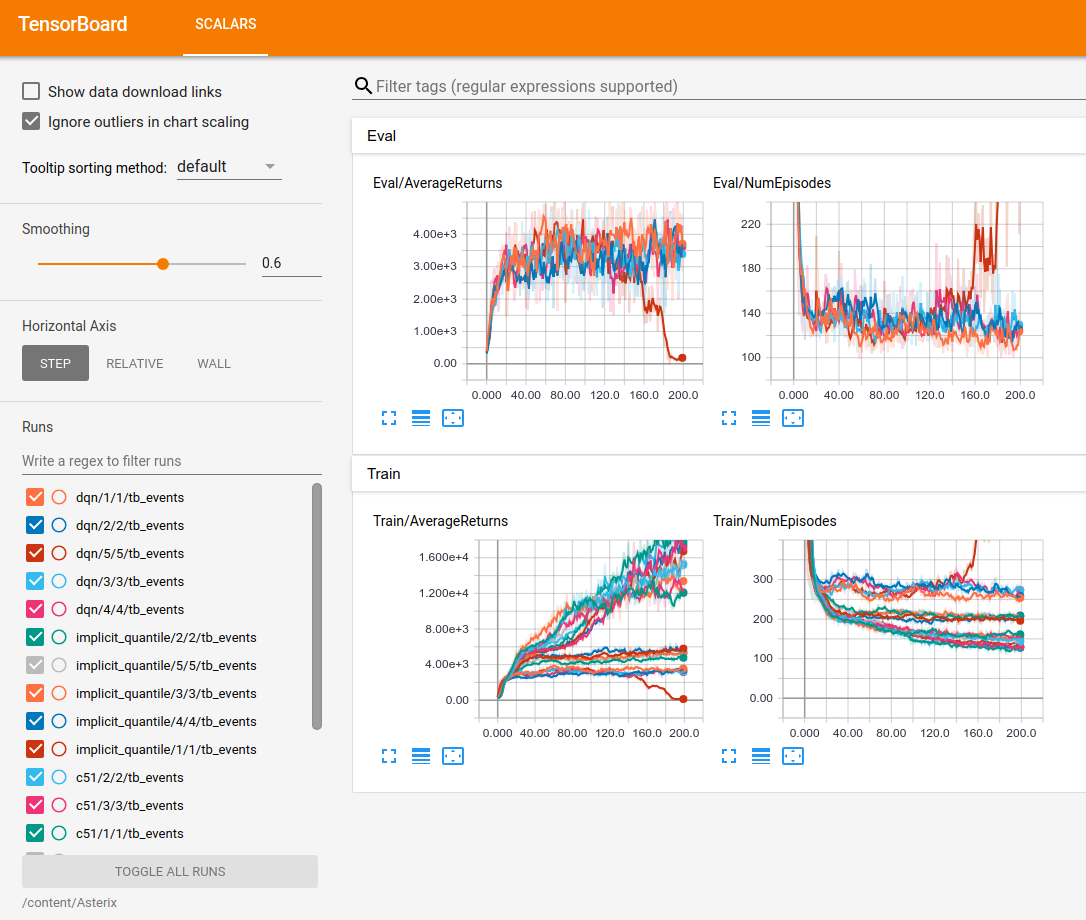 TensorBoard
SCALARS
Show data download links
Ignore outliers in chart scaling
Tooltip sorting method: default
Smoothing
0.6
Horizontal Axis
STEP RELATIVE WALL
Runs
Write a regex to filter runs
dqn/1/1/tb_events
dqn/2/2/tb_events
dqn/5/5/tb_events
dqn/3/3/tb_events
dqn/4/4/tb_events
implicit_quantile/2/2/tb_events
implicit_quantile/5/5/tb_events
implicit_quantile/3/3/tb_events
implicit_quantile/4/4/tb_events
implicit_quantile/1/1/tb_events
c51/2/2/tb_events
c51/3/3/tb_events
c51/1/1/tb_events
TOGGLE ALL RUNS
/content/Asterix
Filter tags (regular expressions supported)
Eval
Eval/AverageReturns
4.00e+3
3.00e+3
2.00e+3
1.00e+3
0.00
0.000 40.00 80.00 120.0 160.0 200.0
Eval/NumEpisodes
220
180
140
100
0.000 40.00 80.00 120.0 160.0 200.0
Train
Train/AverageReturns
1.600e+4
1.200e+4
8.00e+3
4.00e+3
0.00
0.000 40.00 80.00 120.0 160.0 200.0
Train/NumEpisodes
300
200
100
0.00
0.000 40.00 80.00 120.0 160.0 200.0